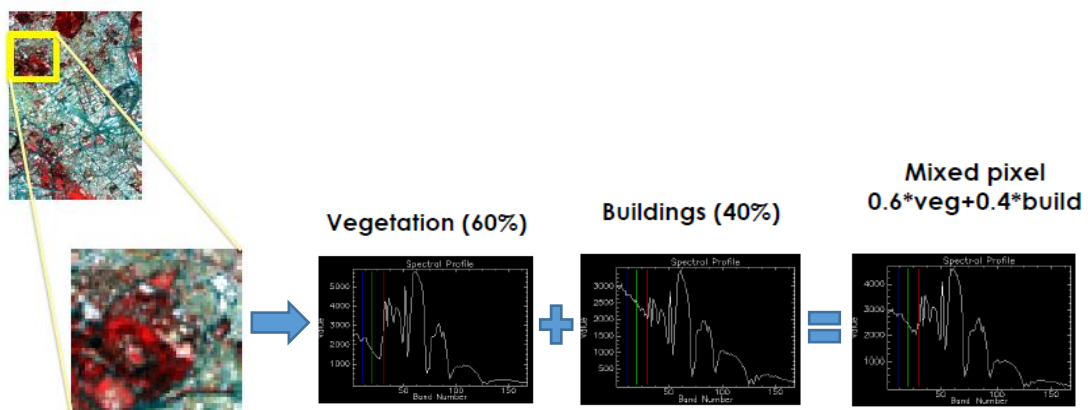 Mixed pixel
0.6*veg+0.4*build
Vegetation (60%)
Buildings (40%)
Spectral Profile
5000
4000
3000
2000
1000
Value
50
100
150
Band Number
Spectral Profile
3000
2500
2000
1500
1000
500
Value
50
100
150
Band Number
Spectral Profile
4000
3000
2000
1000
Value
50
100
150
Band Number